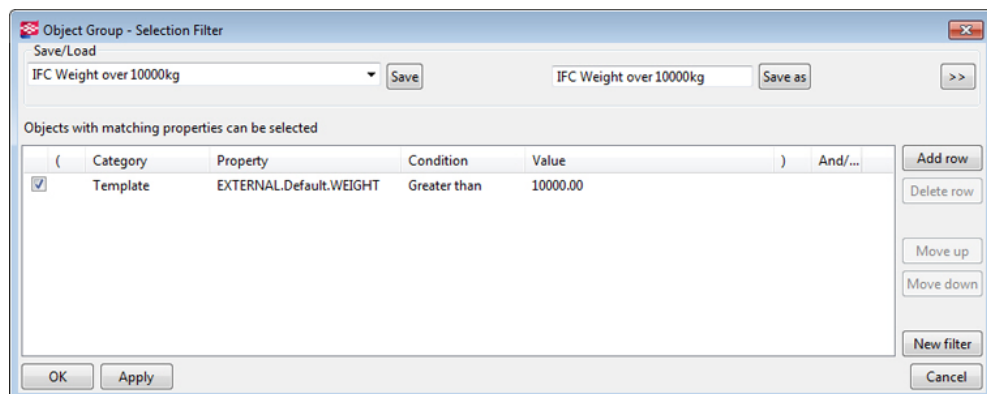 Object Group - Selection Filter
Save/Load
IFC Weight over 10000kg Save IFC Weight over 10000kg Save as >>
Objects with matching properties can be selected
( Category Property Condition Value ) And/... Add row
Template EXTERNAL.Default.WEIGHT Greater than 10000.00
Delete row
Move up
Move down
New filter
OK Apply Cancel